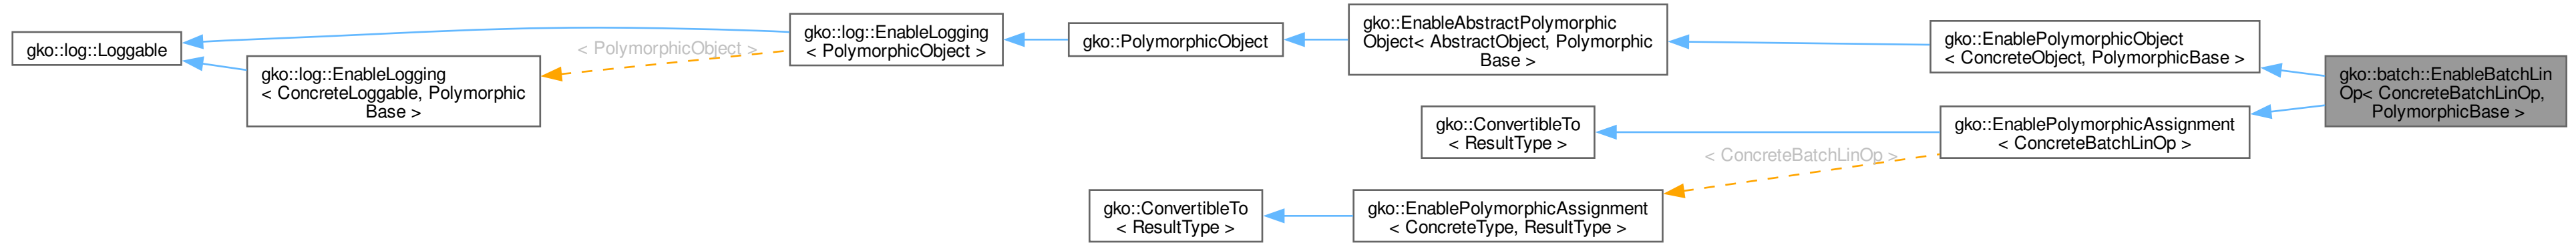 gko::log::Loggable
gko::log::EnableLogging
< ConcreteLoggable, Polymorphic
Base >
< PolymorphicObject >
gko::log::EnableLogging
< PolymorphicObject >
gko::PolymorphicObject
gko::EnableAbstractPolymorphic
Object< AbstractObject, Polymorphic
Base >
gko::EnablePolymorphicObject
< ConcreteObject, PolymorphicBase >
gko::batch::EnableBatchLin
Op< ConcreteBatchLinOp,
PolymorphicBase >
gko::ConvertibleTo
< ResultType >
gko::EnablePolymorphicAssignment
< ConcreteBatchLinOp >
< ConcreteBatchLinOp >
gko::ConvertibleTo
< ResultType >
gko::EnablePolymorphicAssignment
< ConcreteType, ResultType >